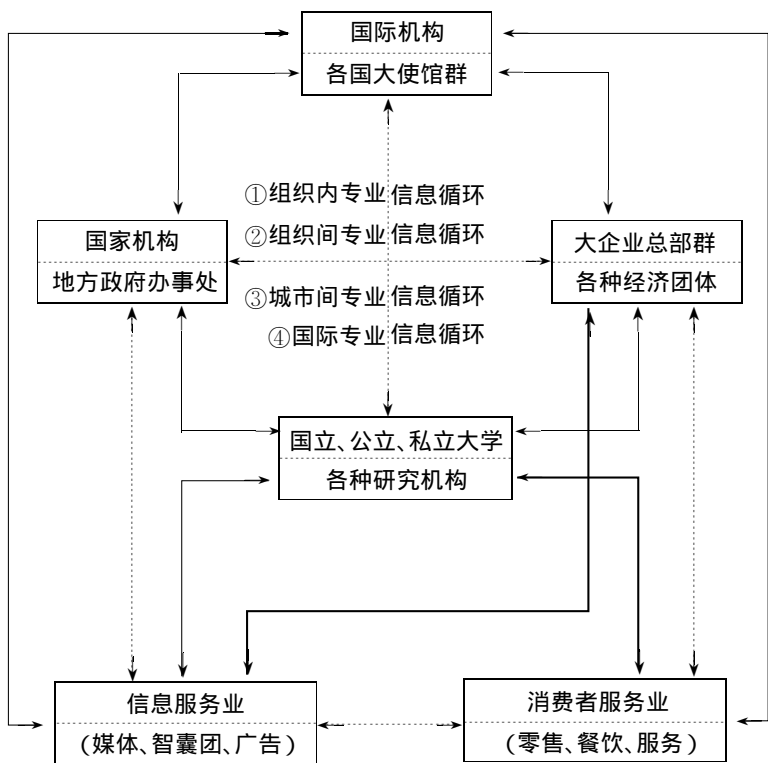 国际机构
各国大使馆群
①组织内专业信息循环
②组织间专业信息循环
国家机构
地方政府办事处
大企业总部群
各种经济团体
③城市间专业信息循环
④国际专业信息循环
国立、公立、私立大学
各种研究机构
信息服务业
(媒体、智囊团、广告)
消费者服务业
(零售、餐饮、服务)